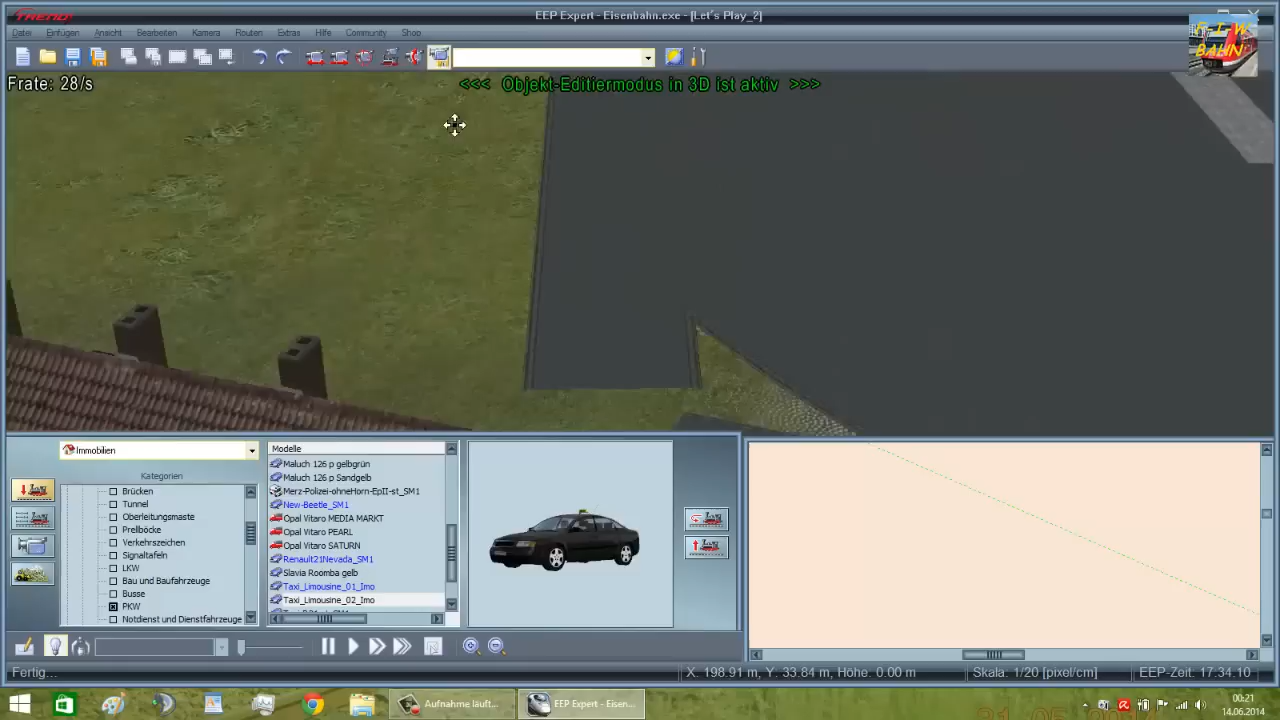 TREND
EEP Expert - Eisenbahn.exe - [Let's Play_2]
Datei Einfügen Ansicht Bearbeiten Kamera Routen Extras Hilfe Community Shop
F-I-W
BAHN
Frate: 28/s
<<< Objekt-Editiermodus in 3D ist aktiv >>>
Immobilien
Kategorien
Brücken
Tunnel
Oberleitungsmaste
Prellböcke
Verkehrszeichen
Signaltafeln
LKW
Bau und Baufahrzeuge
Busse
PKW
Notdienst und Dienstfahrzeuge
Modelle
Maluch 126 p gelbgrün
Maluch 126 p Sandgelb
Merz-Polizei-ohneHorn-EpII-st_SM1
New-Beetle_SM1
Opal Vitaro MEDIA MARKT
Opal Vitaro PEARL
Opal Vitaro SATURN
Renault21Nevada_SM1
Slavia Roomba gelb
Taxi_Limousine_01_Imo
Taxi_Limousine_02_Imo
Fertig...
X: 198.91 m, Y: 33.84 m, Höhe: 0.00 m
Skala: 1/20 [pixel/cm]
EEP-Zeit: 17:34.10
Aufnahme läuft...
EEP Expert - Eisen...
00:21
14.06.2014